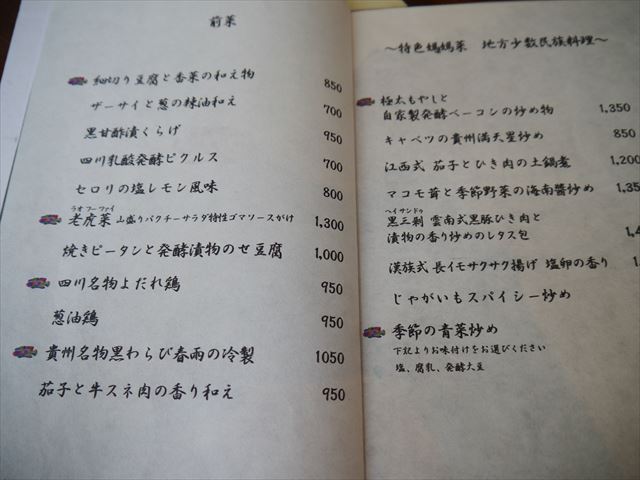 前菜
細切り豆腐と香菜の和え物 850
ザーサイと葱の辣油和え 700
黒甘酢漬くらげ 950
四川乳酸発酵ピクルス 700
セロリの塩レモン風味 800
ラオフーツァイ
老虎菜 山盛りパクチーサラダ特性ゴマソースがけ 1,300
焼きピータンと発酵漬物のせ豆腐 1,000
四川名物よだれ鶏 950
葱油鶏 950
貴州名物黒わらび春雨の冷製 1050
茄子と牛スネ肉の香り和え 950
～特色媽媽菜 地方少数民族料理～
極太もやしと
自家製発酵ベーコンの炒め物 1,350
キャベツの貴州満天星炒め 850
江西式 茄子とひき肉の土鍋煮 1,200
マコモ茸と季節野菜の海南醤炒め
ヘイサンドゥ
黒三剁 雲南式黒豚ひき肉と
漬物の香り炒めのレタス包
漢族式 長イモサクサク揚げ 塩卵の香り
じゃがいもスパイシー炒め
季節の青菜炒め
下記よりお味付けをお選びください
塩、腐乳、発酵大豆